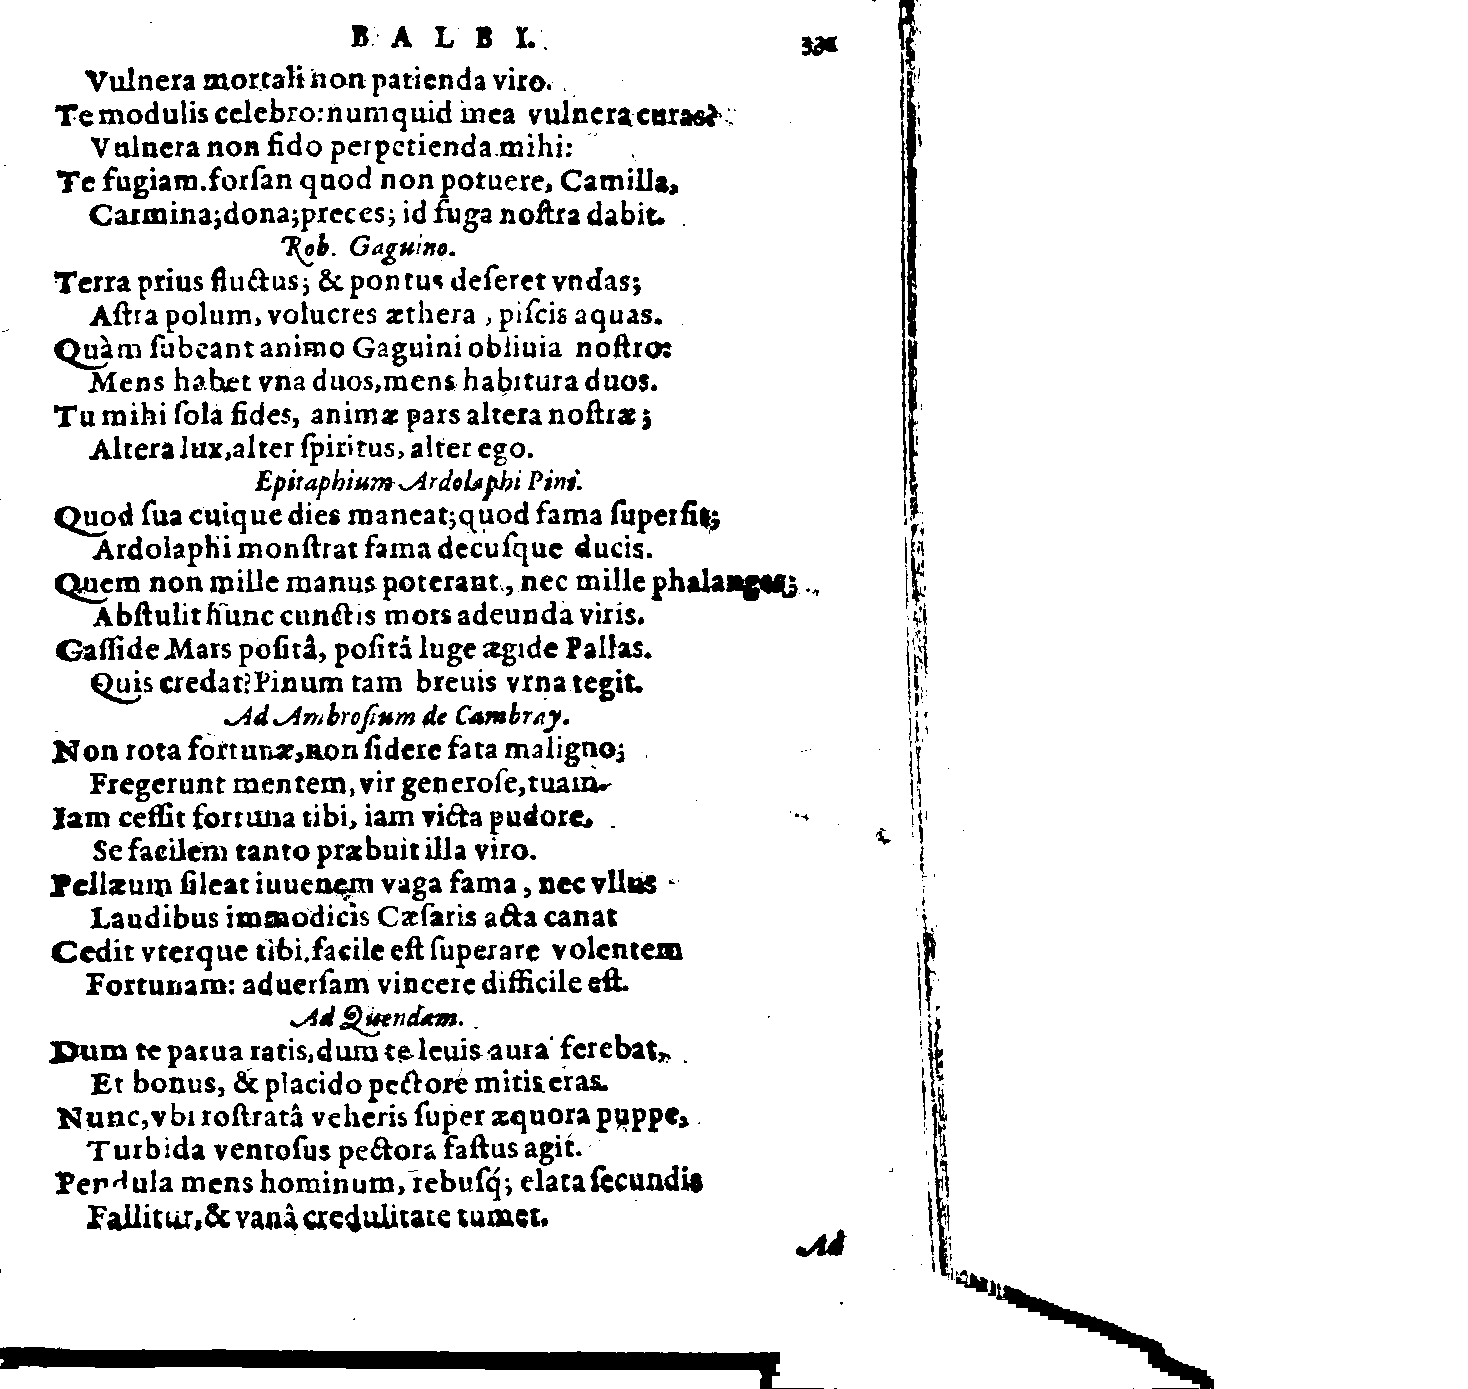 BALBI.
Vulnera mortali non patienda viro.
Te modulis celebro: numquid mea vulnera curas?
Vulnera non fido perpetienda mihi:
Te fugiam. forſan quod non potuere, Camilla,
Carmina; dona; preces; id fuga noſtra dabit.
Rob. Gaguino.
Terra prius fluctus; & pontus deſeret vndas;
Aſtra polum, volucres æthera, piſcis aquas.
Quàm ſubeant animo Gaguini obliuia noſtro:
Mens habet vna duos, mens habitura duos.
Tu mihi ſola fides, animæ pars altera noſtræ;
Altera lux, alter ſpiritus, alter ego.
Epitaphium Ardolaphi Pini.
Quod ſua cuique dies maneat; quod fama ſuperſit;
Ardolaphi monſtrat fama decuſque ducis.
Quem non mille manus poterant, nec mille phalanges;
Abſtulit hunc cunctis mors adeunda viris.
Gaſſide Mars poſitâ, poſitâ luge ægide Pallas.
Quis credat? Pinum tam breuis vrna tegit.
Ad Ambroſium de Cambray.
Non rota fortunæ, non ſidere fata maligno;
Fregerunt mentem, vir generoſe, tuam.
Iam ceſſit fortuna tibi, iam victa pudore,
Se facilem tanto præbuit illa viro.
Pellæum ſileat iuuenem vaga fama, nec vllus
Laudibus immodicis Cæſaris acta canat
Cedit vterque tibi. facile eſt ſuperare volentem
Fortunam: aduerſam vincere difficile eſt.
Ad Quendam.
Dum te parua ratis, dum te leuis aura ferebat,
Et bonus, & placido pectore mitis eras.
Nunc, vbi roſtratâ veheris ſuper æquora puppe,
Turbida ventoſus pectora faſtus agit.
Pendula mens hominum, rebuſq́; elata ſecundis
Fallitur, & vanâ credulitate tumet.
Ad